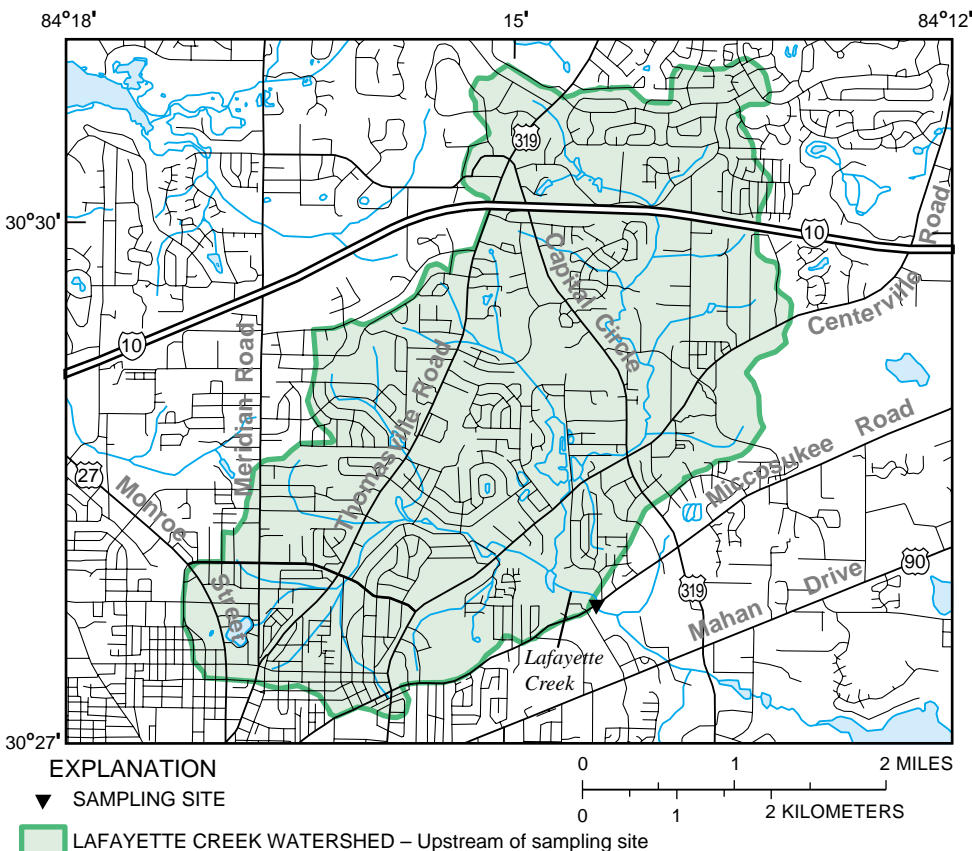 84°18'
15'
84°12'
319
30°30'
10
Road
Capital Circle
Centerville
10
Meridian Road
Thomasville Road
Miccosukee Road
27
Monroe
Street
90
319
Mahan Drive
Lafayette
Creek
30°27'
EXPLANATION
SAMPLING SITE
LAFAYETTE CREEK WATERSHED – Upstream of sampling site
0 1 2 MILES
0 1 2 KILOMETERS